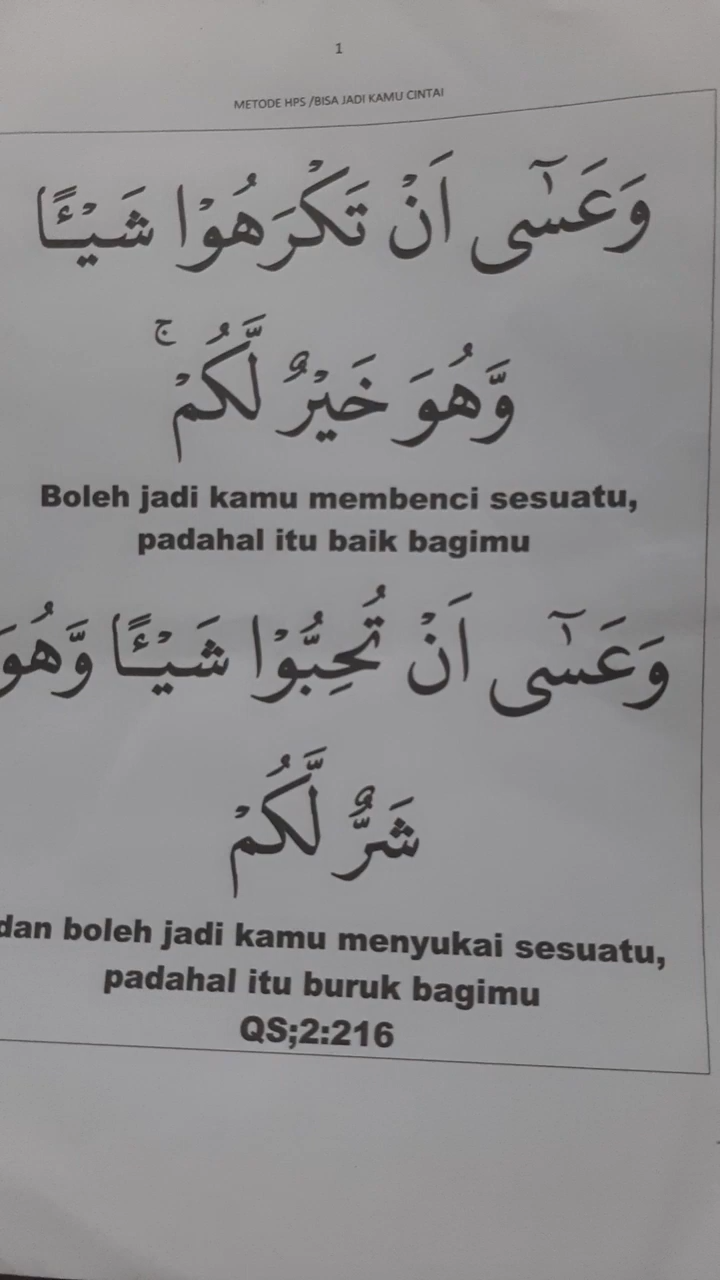 1
METODE HPS /BISA JADI KAMU CINTAI
وَعَسٰٓى اَنْ تَكْرَهُوْا شَيْـًٔا
وَّهُوَ خَيْرٌ لَّكُمْ ۚ
Boleh jadi kamu membenci sesuatu,
padahal itu baik bagimu
وَعَسٰٓى اَنْ تُحِبُّوْا شَيْـًٔا وَّهُوَ
شَرٌّ لَّكُمْ
dan boleh jadi kamu menyukai sesuatu,
padahal itu buruk bagimu
QS;2:216